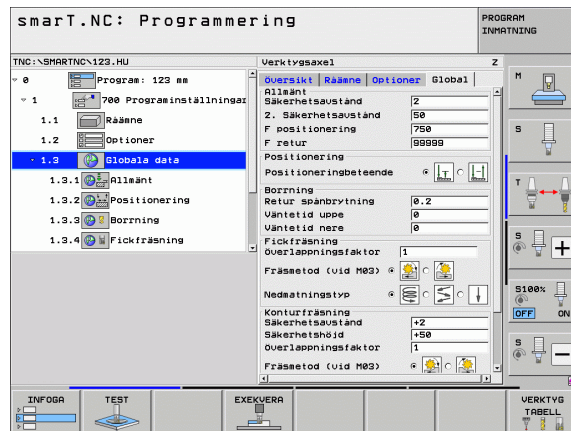 smarT.NC: Programmering
PROGRAM
INMATNING
TNC:\SMARTNC\123.HU
Verktygsaxel Z
0 Program: 123 mm
1 700 Programinställningar
1.1 Råämne
1.2 Optioner
1.3 Globala data
1.3.1 Allmänt
1.3.2 Positionering
1.3.3 Borrning
1.3.4 Fickfräsning
Översikt Råämne Optioner Global
Allmänt
Säkerhetsavstånd 2
2. Säkerhetsavstånd 50
F positionering 750
F retur 99999
Positionering
Positioneringbeteende
Borrning
Retur spånbrytning 0.2
Väntetid uppe 0
Väntetid nere 0
Fickfräsning
Överlappningsfaktor 1
Fräsmetod (vid M03)
Nedmatningstyp
Konturfräsning
Säkerhetsavstånd +2
Säkerhetshöjd +50
Överlappningsfaktor 1
Fräsmetod (vid M03)
M
S
T
S
S100%
OFF ON
S
INFOGA
TEST
EXEKVERA
VERKTYG
TABELL